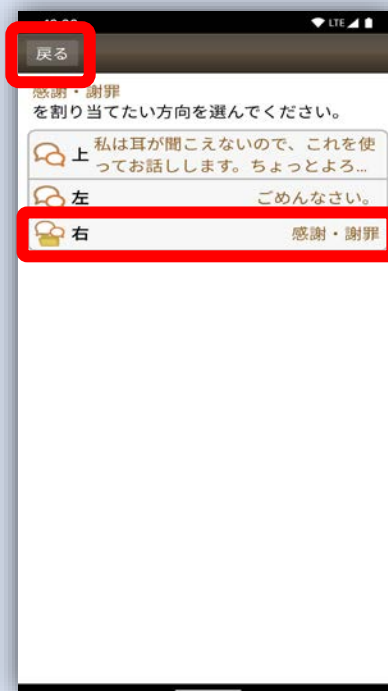 LTE
戻る
感謝・謝罪
を割り当てたい方向を選んでください。
上 私は耳が聞こえないので、これを使
ってお話しします。ちょっとよろ...
左 ごめんなさい。
右 感謝・謝罪